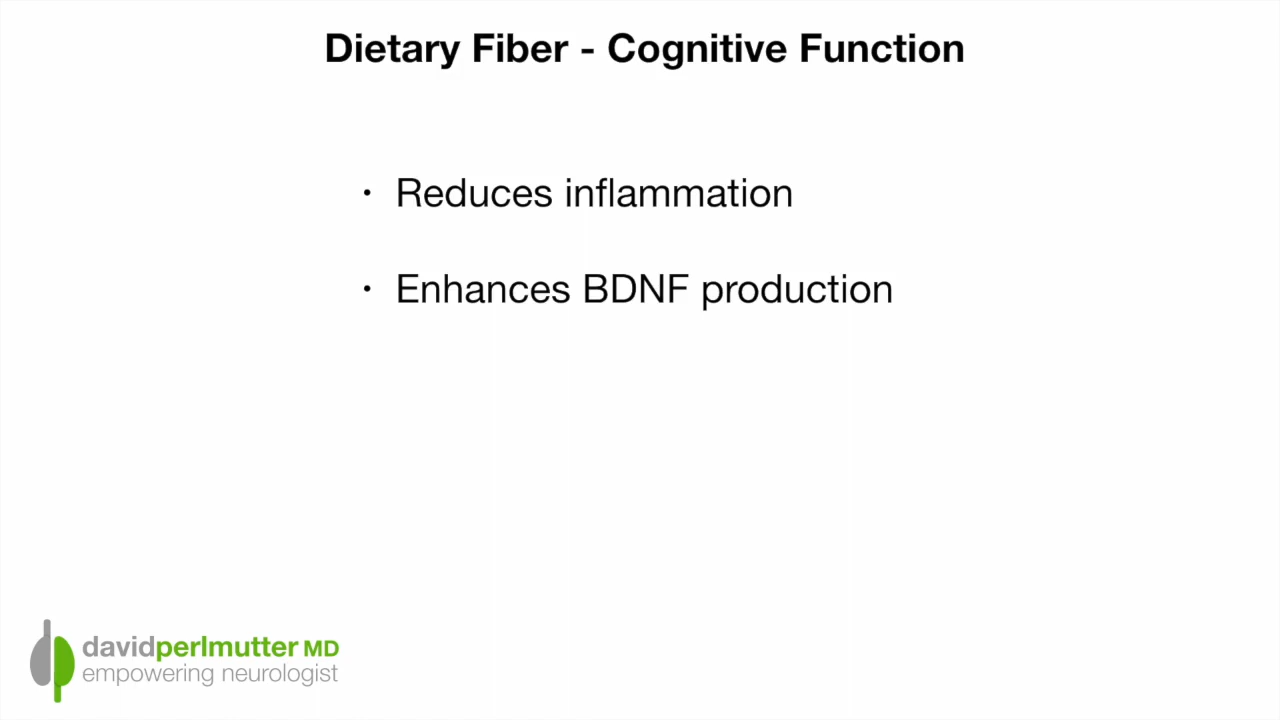 Dietary Fiber - Cognitive Function
• Reduces inflammation
• Enhances BDNF production
davidperlmutter MD
empowering neurologist